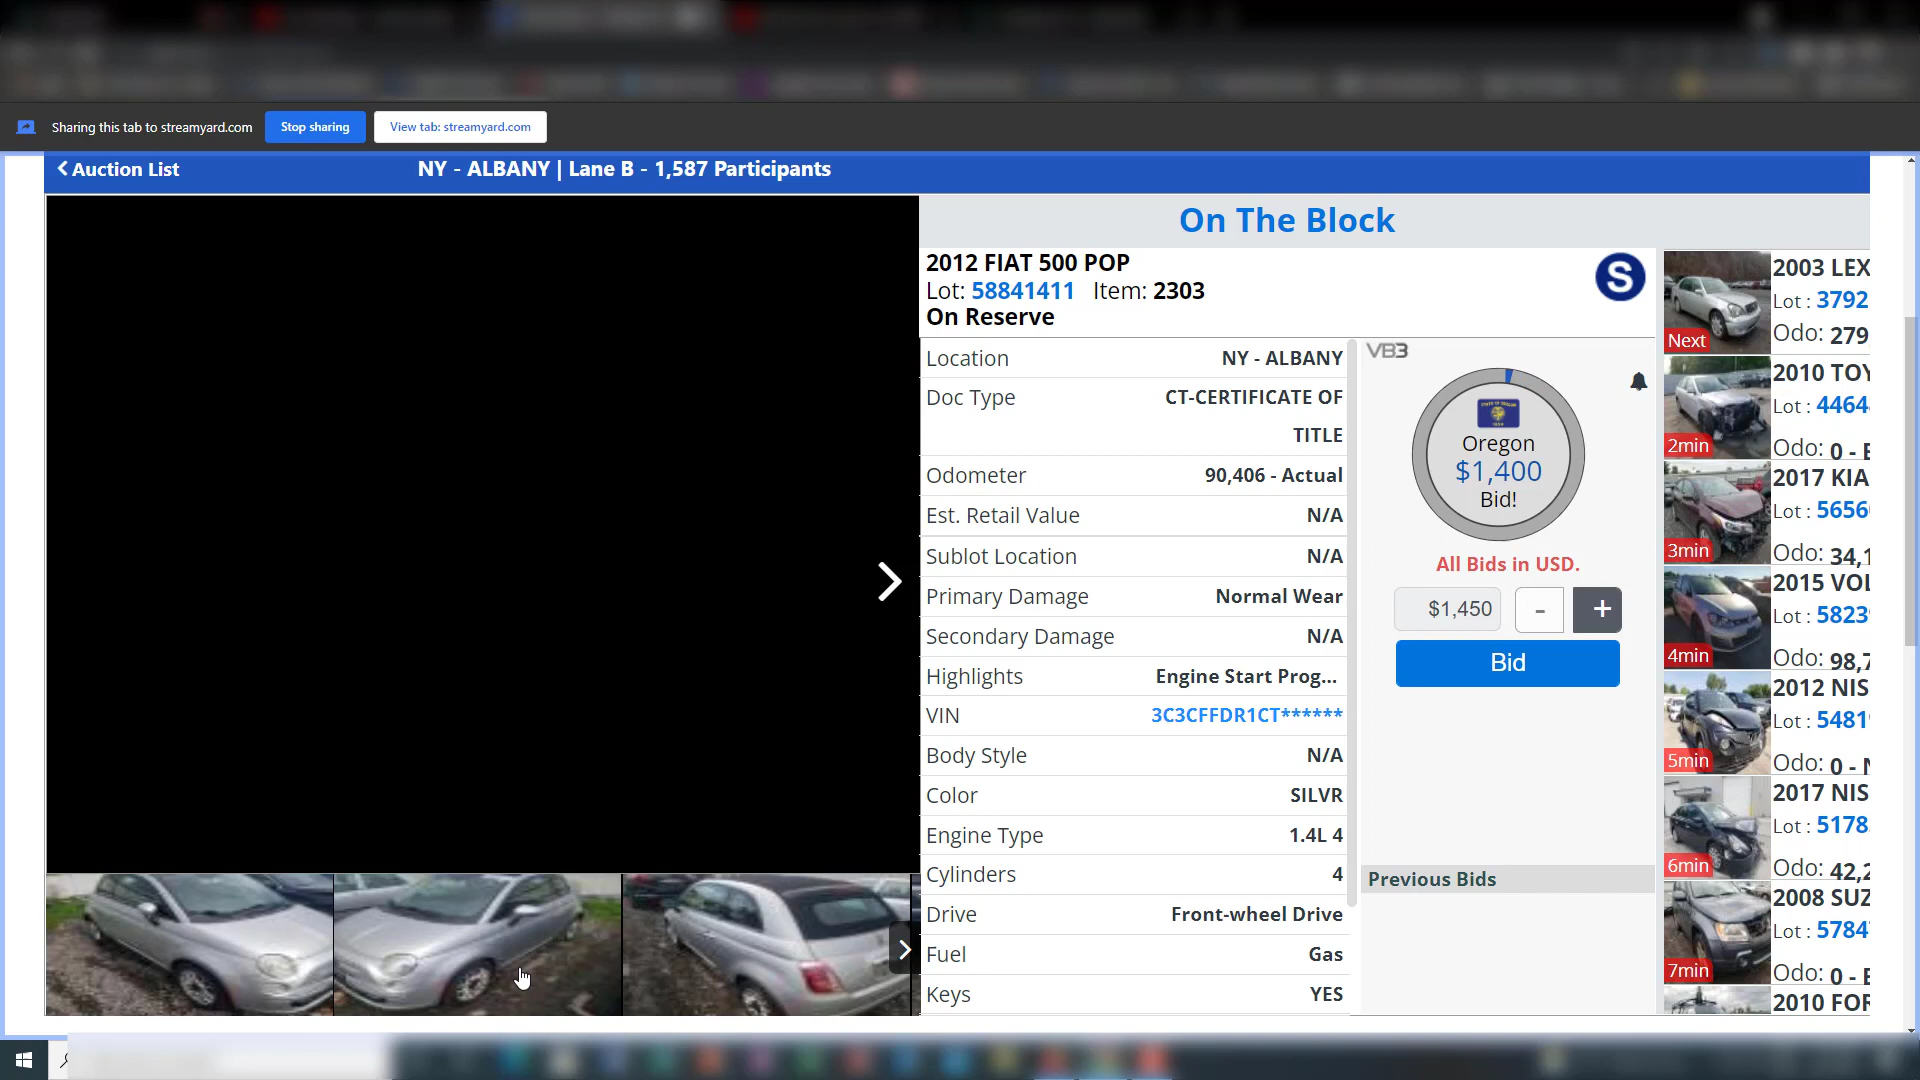 Sharing this tab to streamyard.com
Stop sharing
View tab: streamyard.com
Auction List
NY - ALBANY | Lane B - 1,587 Participants
On The Block
2012 FIAT 500 POP
Lot: 58841411 Item: 2303
On Reserve
S
Location NY - ALBANY
Doc Type CT-CERTIFICATE OF
TITLE
Odometer 90,406 - Actual
Est. Retail Value N/A
Sublot Location N/A
Primary Damage Normal Wear
Secondary Damage N/A
Highlights Engine Start Prog...
VIN 3C3CFFDR1CT******
Body Style N/A
Color SILVR
Engine Type 1.4L 4
Cylinders 4
Drive Front-wheel Drive
Fuel Gas
Keys YES
VB3
Oregon
$1,400
Bid!
All Bids in USD.
$1,450 - +
Bid
Previous Bids
2003 LEX
Lot : 3792
Odo: 279
Next
2010 TOY
Lot : 4464
Odo: 0 - E
2min
2017 KIA
Lot : 5656
Odo: 34,1
3min
2015 VOL
Lot : 5823
Odo: 98,7
4min
2012 NIS
Lot : 5481
Odo: 0 - N
5min
2017 NIS
Lot : 5178
Odo: 42,2
6min
2008 SUZ
Lot : 5784
Odo: 0 - E
7min
2010 FOR